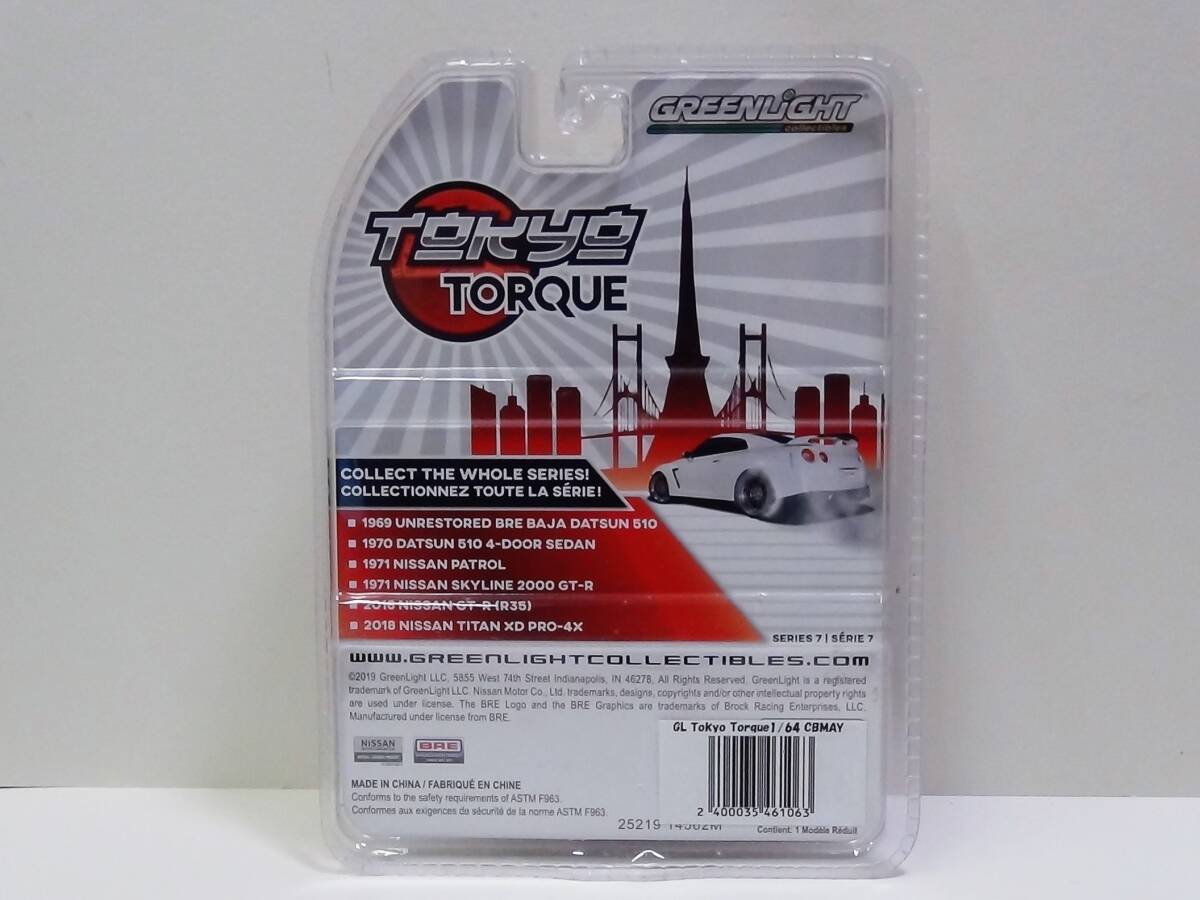 GREENLiGHT
collectibles
TOKYO
TORQUE
COLLECT THE WHOLE SERIES!
COLLECTIONNEZ TOUTE LA SÉRIE!
1969 UNRESTORED BRE BAJA DATSUN 510
1970 DATSUN 510 4-DOOR SEDAN
1971 NISSAN PATROL
1971 NISSAN SKYLINE 2000 GT-R
NISSAN GT-R (R35)
2018 NISSAN TITAN XD PRO-4X
SERIES 7 | SÉRIE 7
WWW.GREENLIGHTCOLLECTIBLES.COM
©2019 GreenLight LLC, 5855 West 74th Street Indianapolis, IN 46278, All Rights Reserved. GreenLight is a registered
trademark of GreenLight LLC. Nissan Motor Co., Ltd. trademarks, designs, copyrights and/or other intellectual property rights
are used under license. The BRE Logo and the BRE Graphics are trademarks of Brock Racing Enterprises, LLC.
Manufactured under license from BRE.
GL Tokyo Torque1/64 CBMAY
NISSAN
BRE
MADE IN CHINA / FABRIQUÉ EN CHINE
Conforms to the safety requirements of ASTM F963.
Conformes aux exigences de sécurité de la norme ASTM F963.
2 400035 461063
25219
Contient: 1 Modèle Réduit